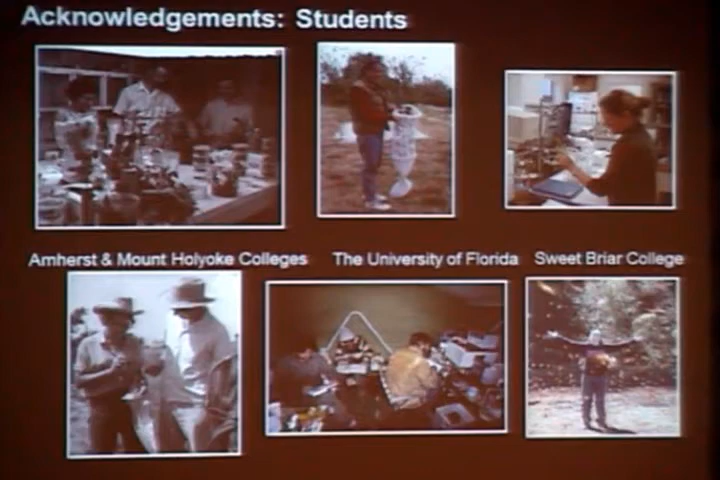 Acknowledgements: Students
Amherst & Mount Holyoke Colleges
The University of Florida
Sweet Briar College